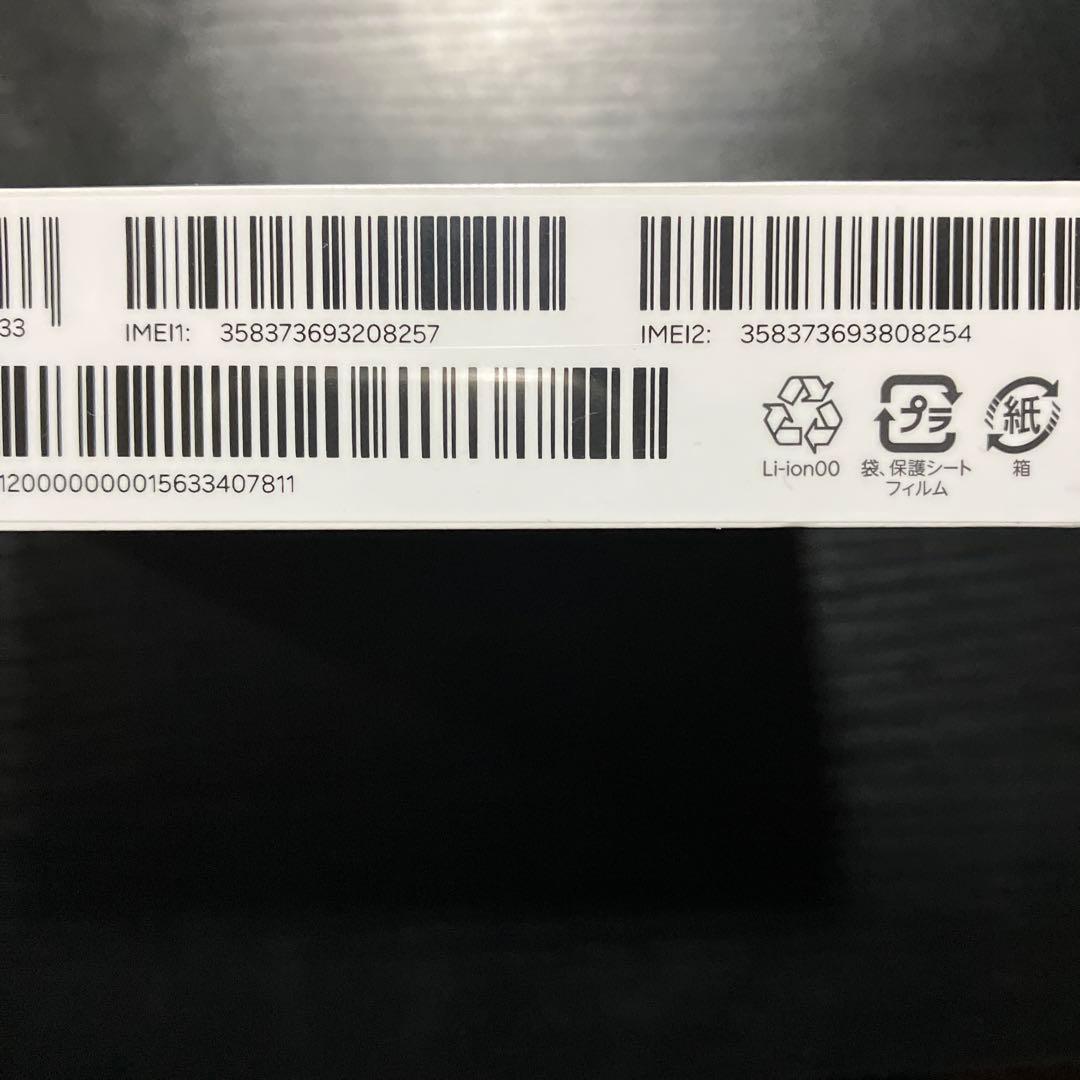 33
IMEI1: 358373693208257
IMEI2: 358373693808254
1200000000015633407811
Li-ion00
プラ
袋、保護シート
フィルム
紙
箱